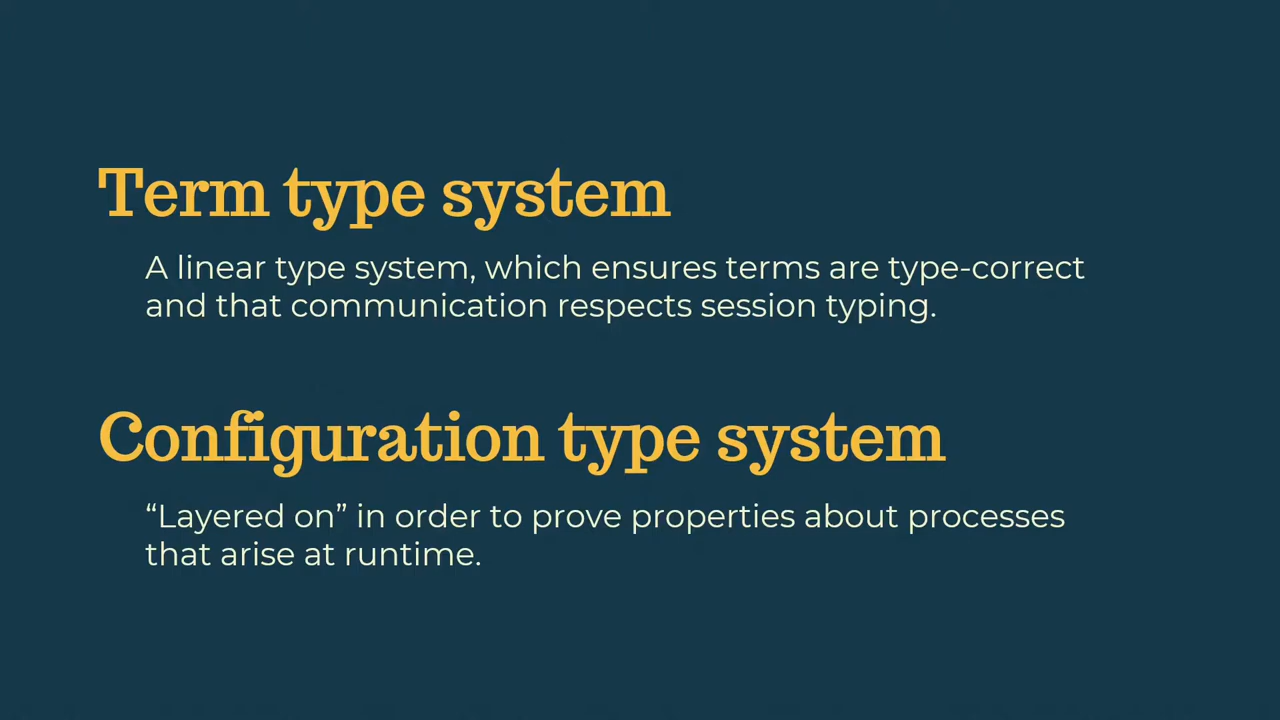 Term type system
A linear type system, which ensures terms are type-correct
and that communication respects session typing.
Configuration type system
“Layered on” in order to prove properties about processes
that arise at runtime.